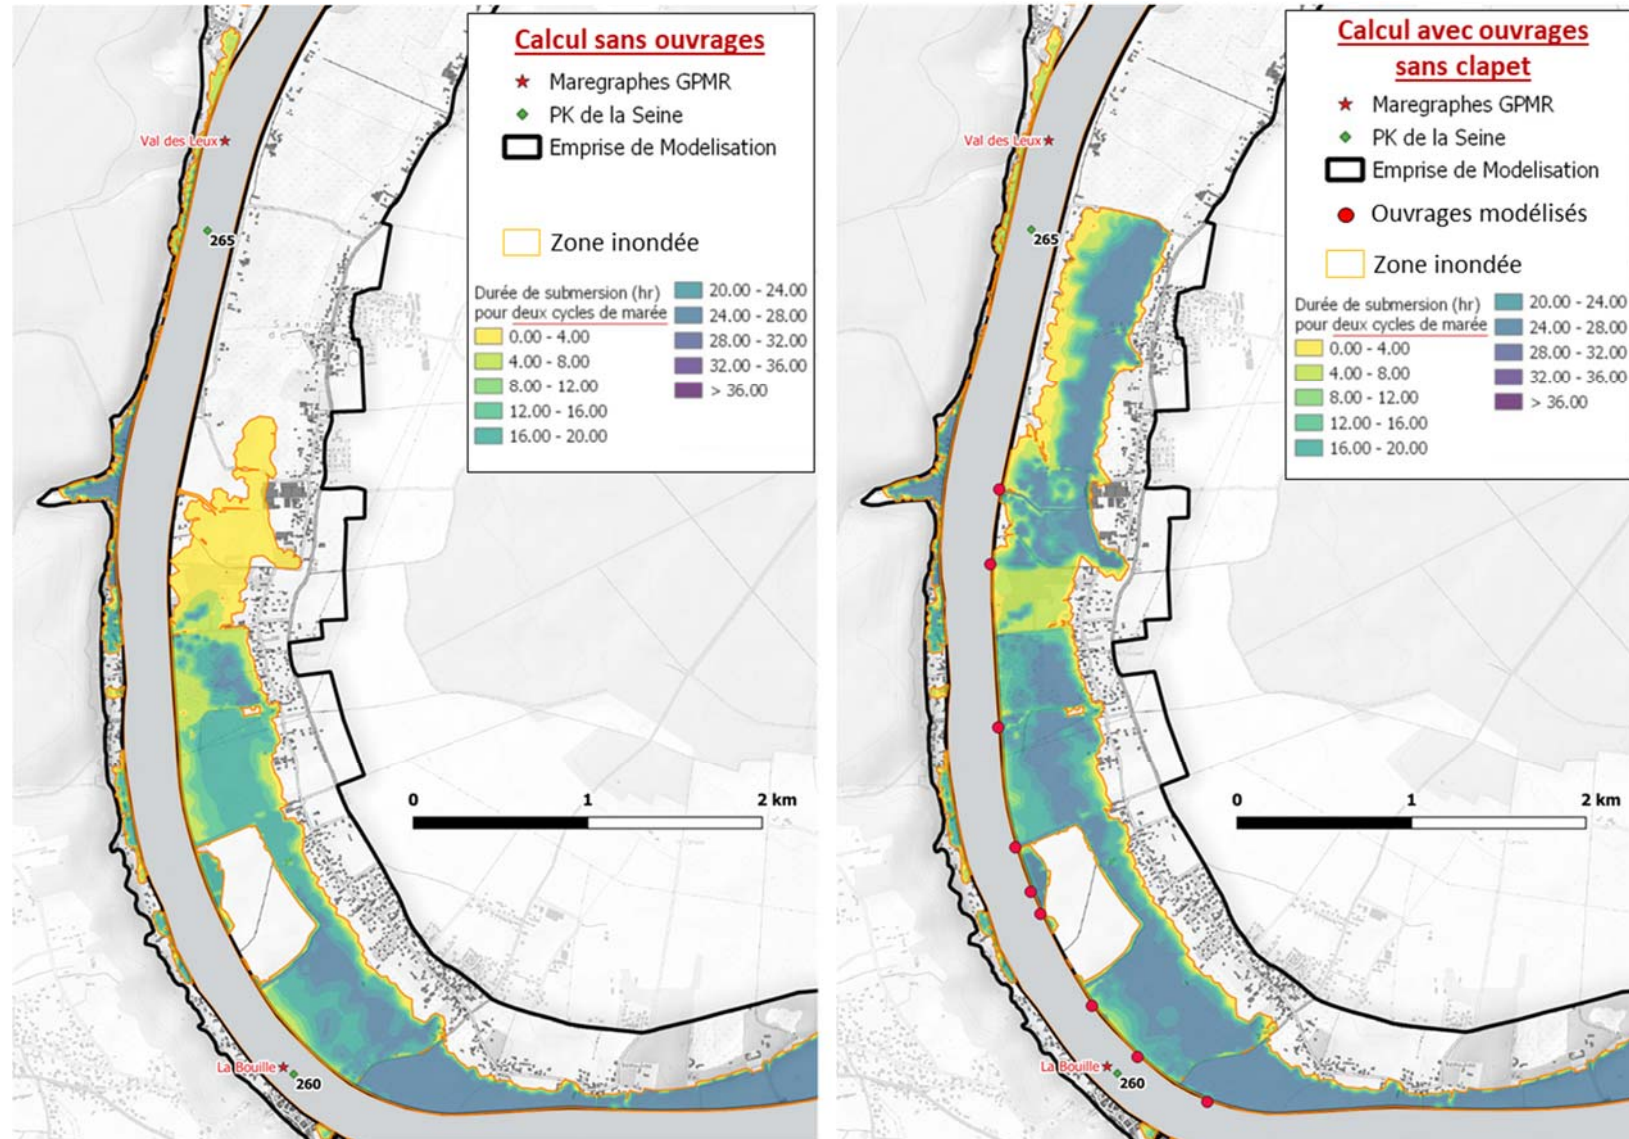 Calcul sans ouvrages
Maregraphes GPMR
PK de la Seine
Emprise de Modelisation
Zone inondée
Durée de submersion (hr)
pour deux cycles de marée
0.00 - 4.00
4.00 - 8.00
8.00 - 12.00
12.00 - 16.00
16.00 - 20.00
20.00 - 24.00
24.00 - 28.00
28.00 - 32.00
32.00 - 36.00
> 36.00
Val des Leux
265
0 1 2 km
La Bouille
260
Calcul avec ouvrages
sans clapet
Maregraphes GPMR
PK de la Seine
Emprise de Modelisation
Ouvrages modélisés
Zone inondée
Durée de submersion (hr)
pour deux cycles de marée
0.00 - 4.00
4.00 - 8.00
8.00 - 12.00
12.00 - 16.00
16.00 - 20.00
20.00 - 24.00
24.00 - 28.00
28.00 - 32.00
32.00 - 36.00
> 36.00
Val des Leux
265
0 1 2 km
La Bouille
260